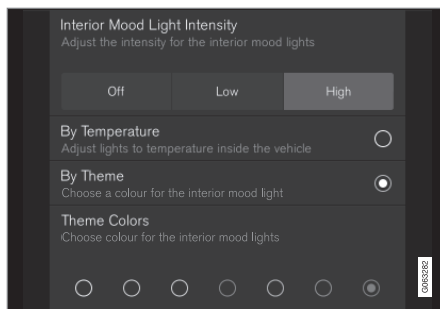 Interior Mood Light Intensity
Adjust the intensity for the interior mood lights
Off Low High
By Temperature
Adjust lights to temperature inside the vehicle
By Theme
Choose a colour for the interior mood light
Theme Colors
Choose colour for the interior mood lights
G063282